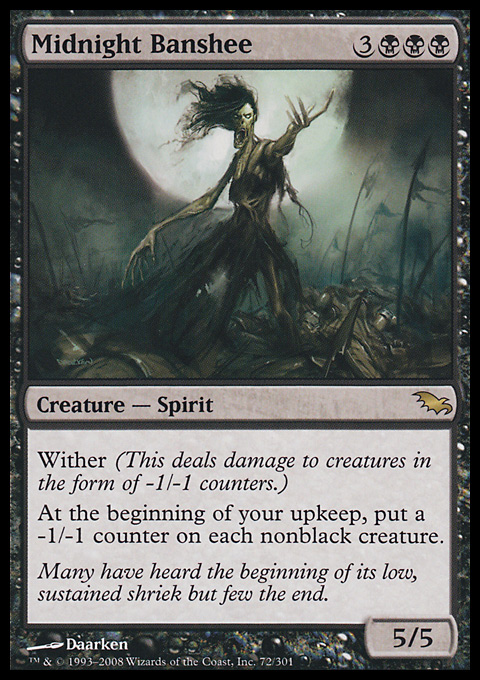 Midnight Banshee 3
Creature — Spirit
Wither (This deals damage to creatures in
the form of -1/-1 counters.)
At the beginning of your upkeep, put a
-1/-1 counter on each nonblack creature.
Many have heard the beginning of its low,
sustained shriek but few the end.
Daarken
5/5
™ & © 1993–2008 Wizards of the Coast, Inc. 72/301